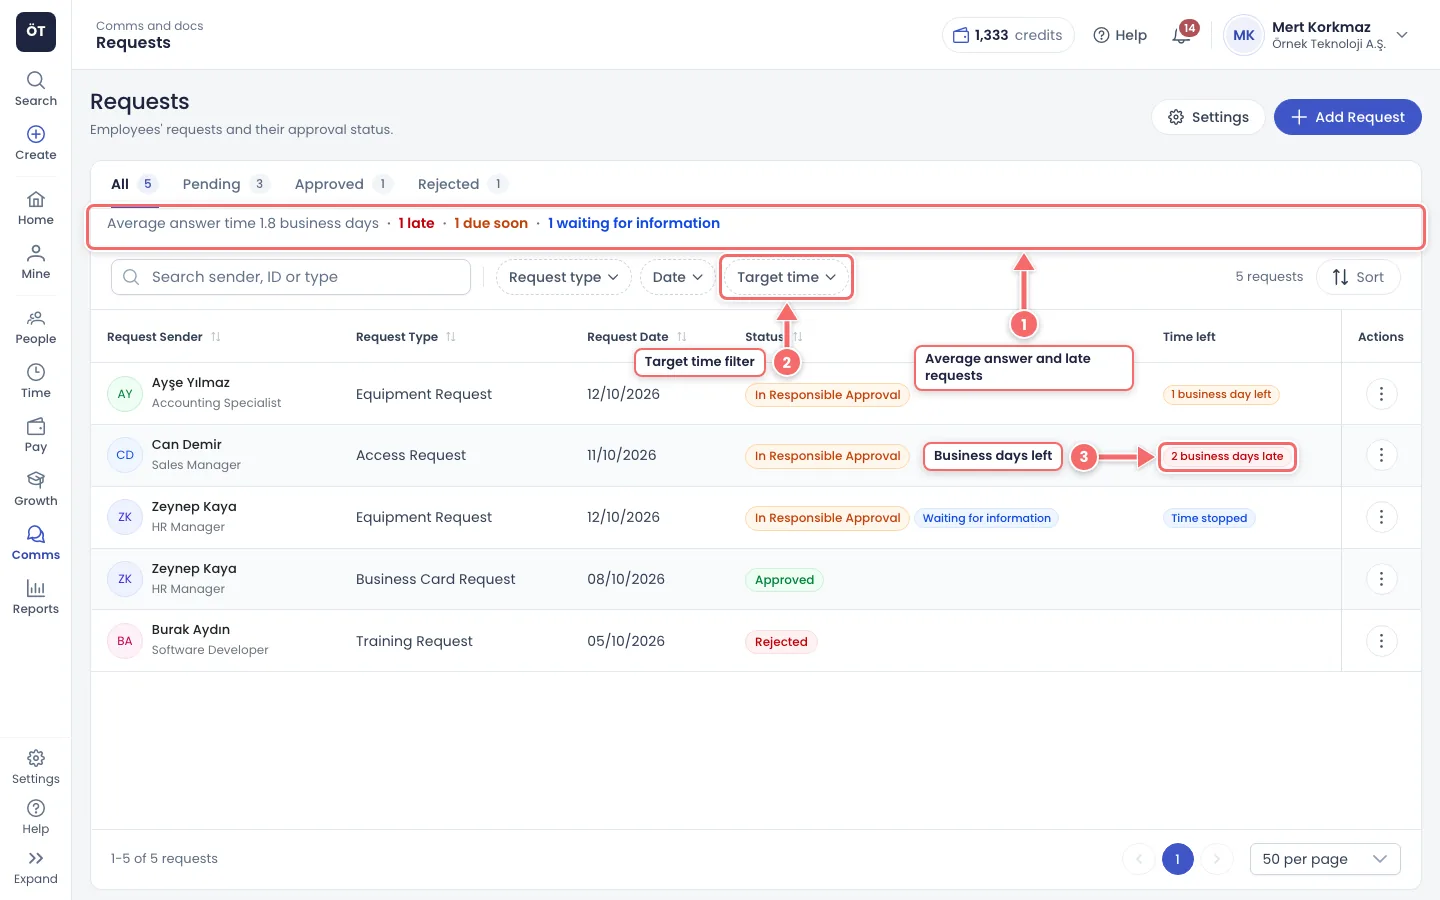 ÖT
Comms and docs
Requests
1,333 credits
Help
14
MK
Mert Korkmaz
Örnek Teknoloji A.Ş.
Search
Create
Home
Mine
People
Time
Pay
Growth
Comms
Reports
Settings
Help
Expand
Requests
Employees' requests and their approval status.
Settings
Add Request
All 5
Pending 3
Approved 1
Rejected 1
Average answer time 1.8 business days · 1 late · 1 due soon · 1 waiting for information
Search sender, ID or type
Request type
Date
Target time
5 requests
Sort
1
2
Target time filter
Average answer and late
requests
Request Sender
Request Type
Request Date
Status
Time left
Actions
AY
Ayşe Yılmaz
Accounting Specialist
Equipment Request
12/10/2026
In Responsible Approval
1 business day left
CD
Can Demir
Sales Manager
Access Request
11/10/2026
In Responsible Approval
Business days left
3
2 business days late
ZK
Zeynep Kaya
HR Manager
Equipment Request
12/10/2026
In Responsible Approval
Waiting for information
Time stopped
ZK
Zeynep Kaya
HR Manager
Business Card Request
08/10/2026
Approved
BA
Burak Aydın
Software Developer
Training Request
05/10/2026
Rejected
1-5 of 5 requests
1
50 per page